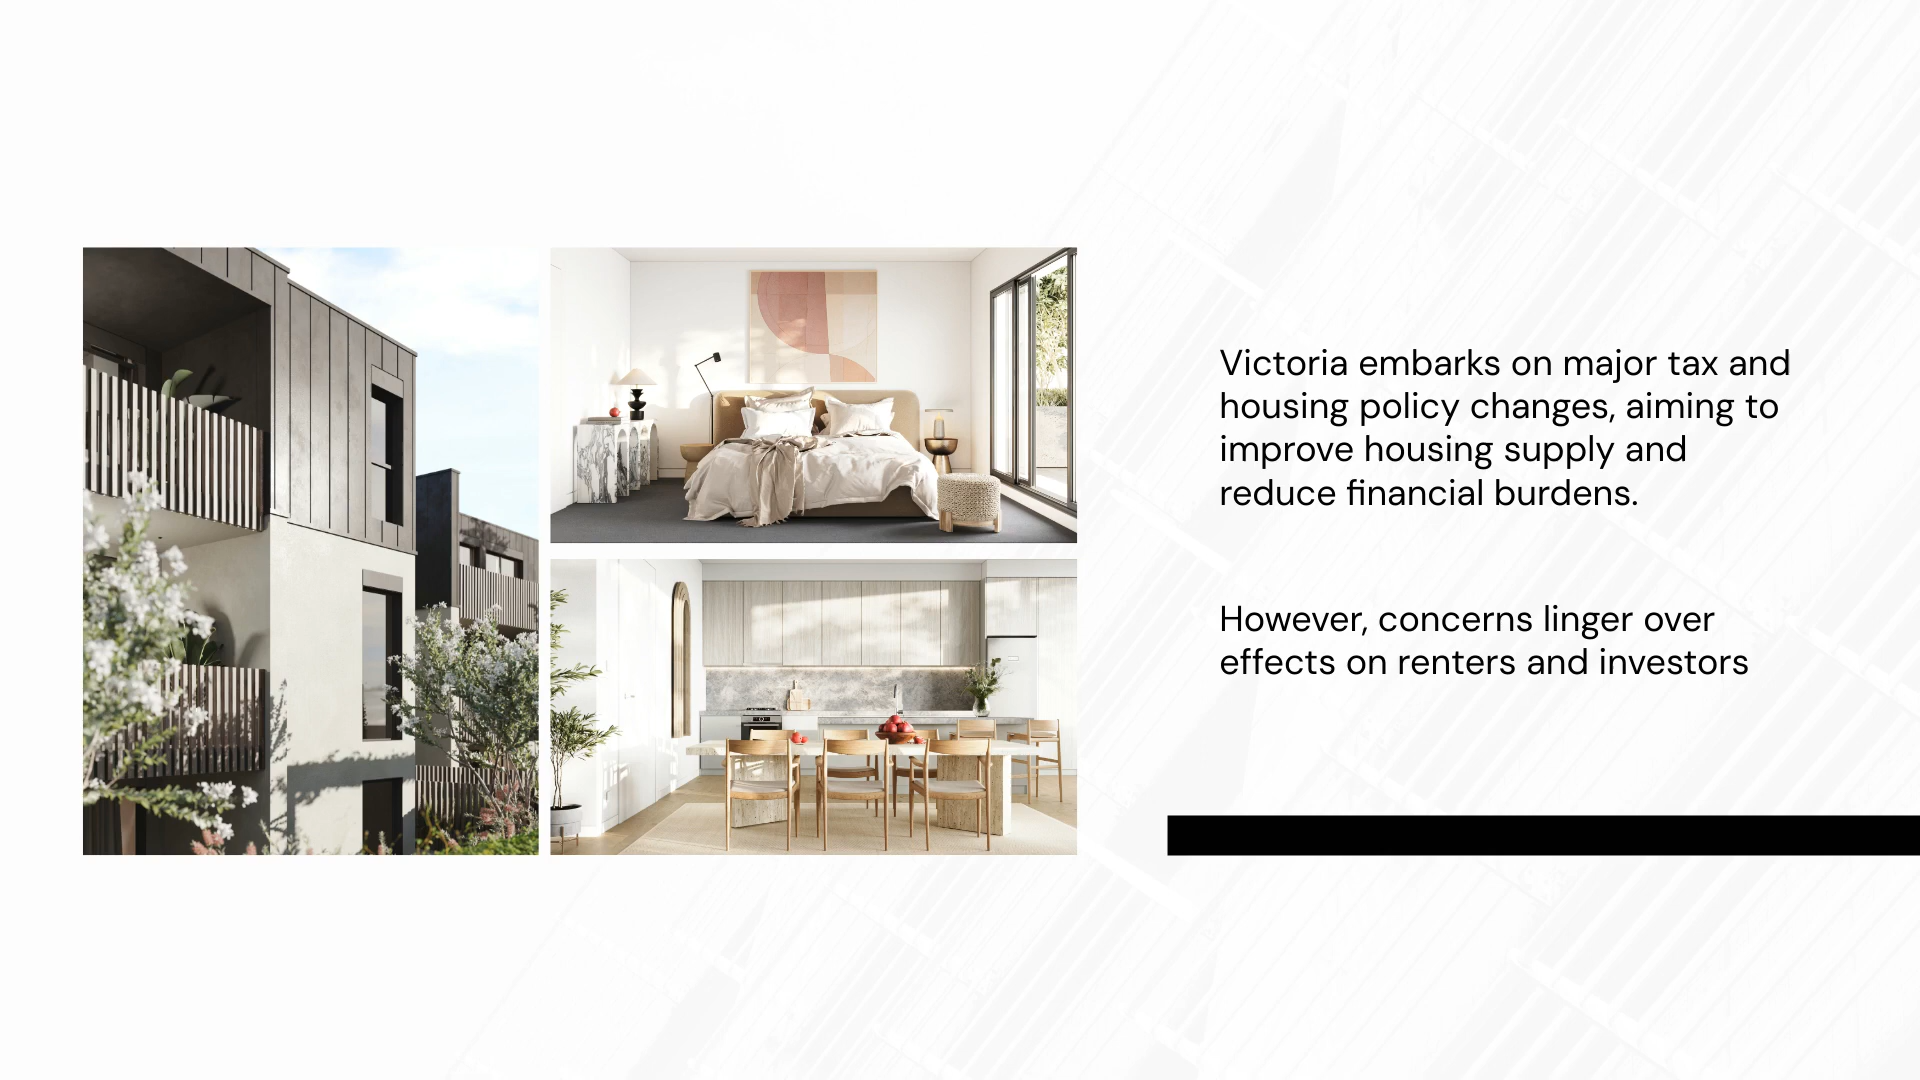 Victoria embarks on major tax and
housing policy changes, aiming to
improve housing supply and
reduce financial burdens.
However, concerns linger over
effects on renters and investors